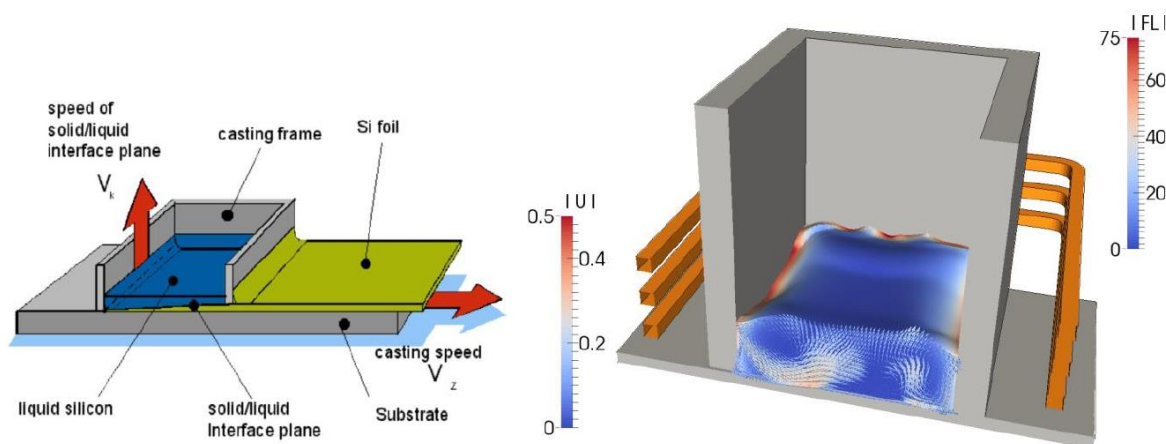 speed of
solid/liquid
interface plane
V k
casting frame
Si foil
liquid silicon
solid/liquid
Interface plane
Substrate
casting speed
V z
| U |
0.5
0.4
0.2
0
| FL |
75
60
40
20
0